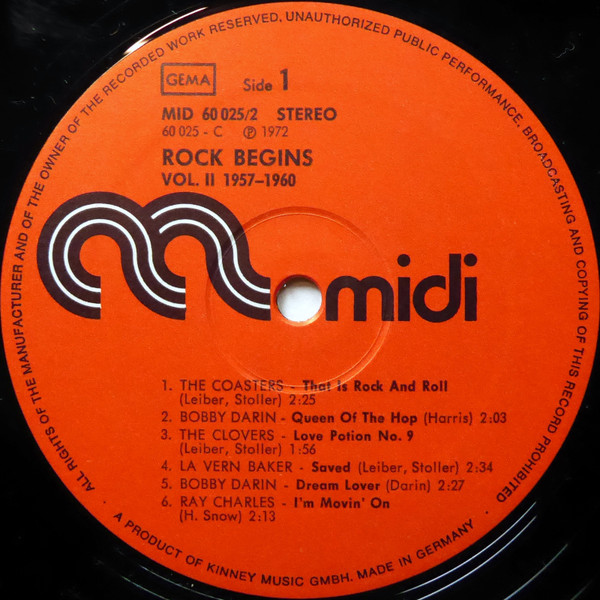 GEMA Side 1
MID 60 025/2 STEREO
60 025 - C Ⓟ 1972
ROCK BEGINS
VOL. II 1957–1960
midi
1. THE COASTERS - That Is Rock And Roll
(Leiber, Stoller) 2:25
2. BOBBY DARIN - Queen Of The Hop (Harris) 2:03
3. THE CLOVERS - Love Potion No. 9
(Leiber, Stoller) 1:56
4. LA VERN BAKER - Saved (Leiber, Stoller) 2:34
5. BOBBY DARIN - Dream Lover (Darin) 2:27
6. RAY CHARLES - I'm Movin' On
(H. Snow) 2:13
ALL RIGHTS OF THE MANUFACTURER AND OF THE OWNER OF THE RECORDED WORK RESERVED, UNAUTHORIZED PUBLIC PERFORMANCE, BROADCASTING AND COPYING OF THIS RECORD PROHIBITED
· A PRODUCT OF KINNEY MUSIC GMBH. MADE IN GERMANY ·